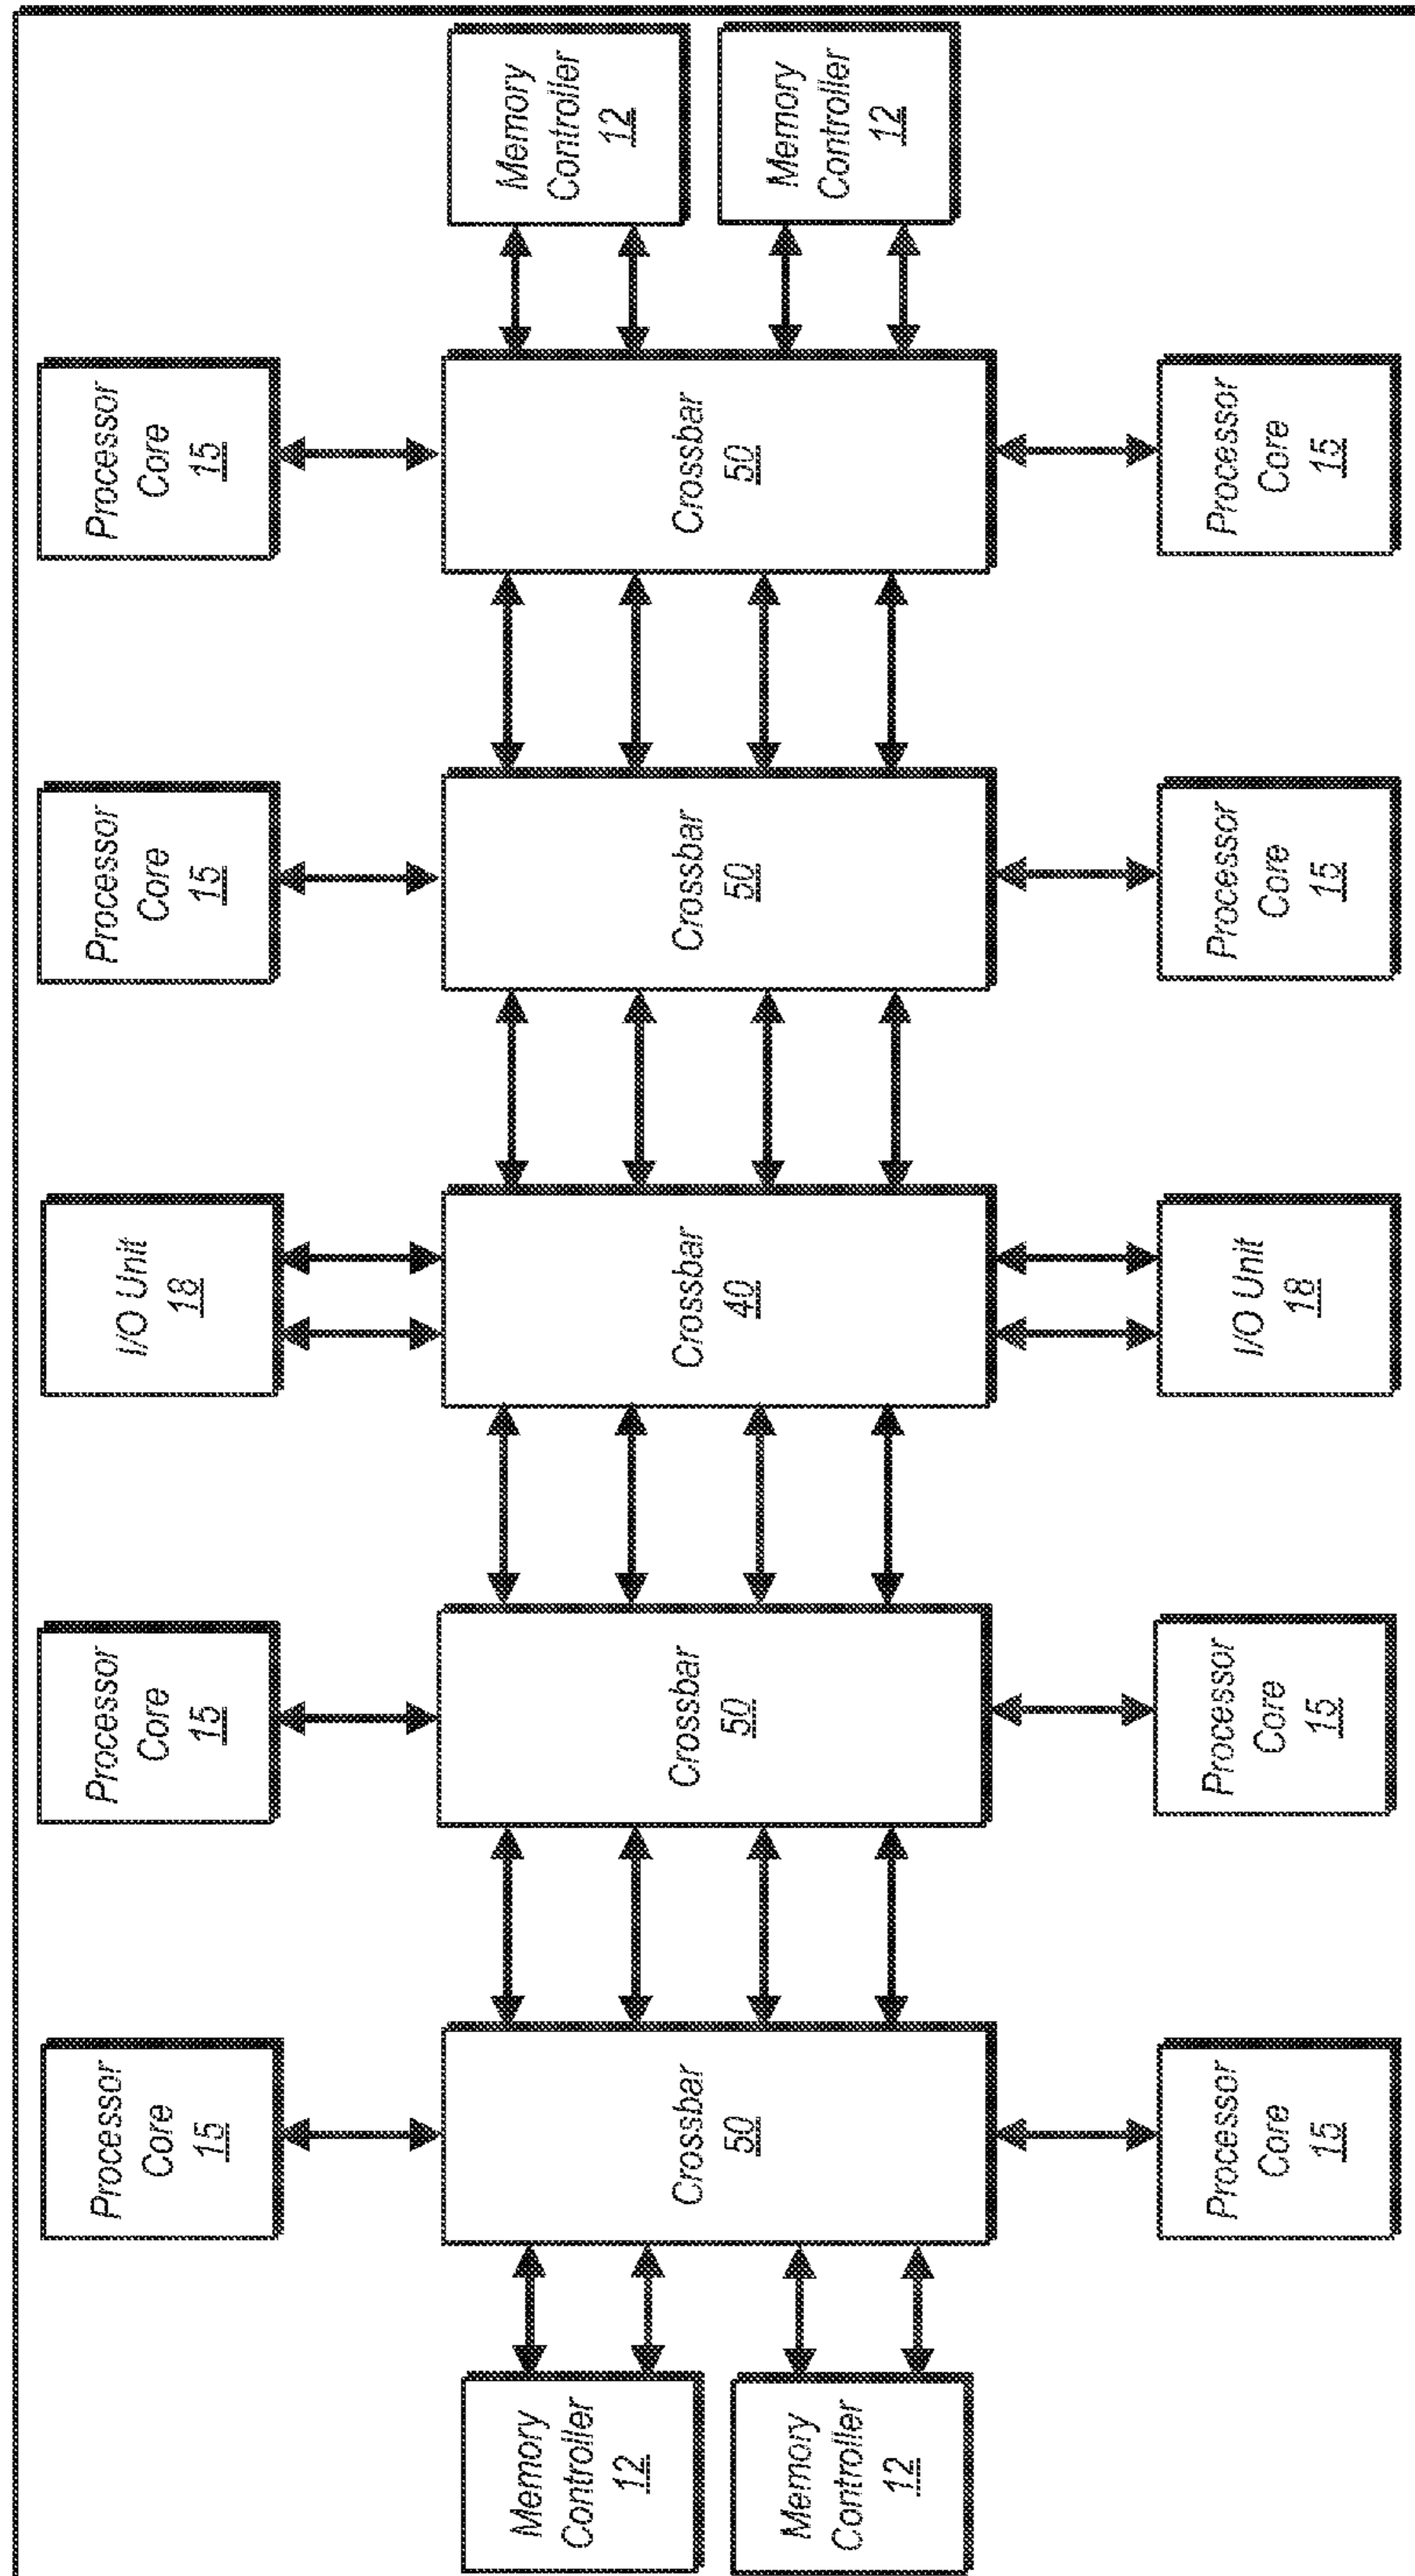 Processor
Core
15
Processor
Core
15
I/O Unit
18
Processor
Core
15
Processor
Core
15
Memory
Controller
12
Memory
Controller
12
Crossbar
50
Crossbar
50
Crossbar
40
Crossbar
50
Crossbar
50
Memory
Controller
12
Memory
Controller
12
Processor
Core
15
Processor
Core
15
I/O Unit
18
Processor
Core
15
Processor
Core
15